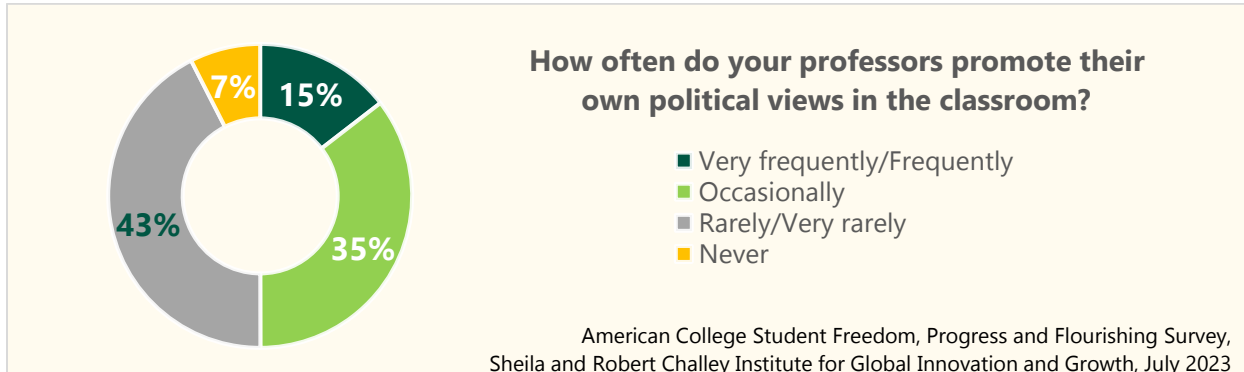 How often do your professors promote their
own political views in the classroom?
7%
15%
43%
35%
Very frequently/Frequently
Occasionally
Rarely/Very rarely
Never
American College Student Freedom, Progress and Flourishing Survey,
Sheila and Robert Challey Institute for Global Innovation and Growth, July 2023